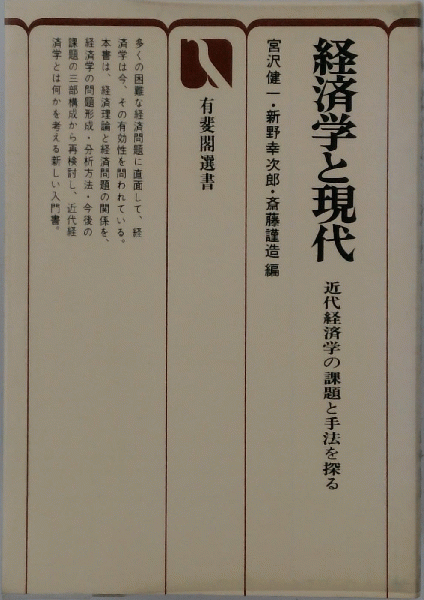 経済学と現代
近代経済学の課題と手法を探る
宮沢健一・新野幸次郎・斎藤謹造 編
有斐閣選書
多くの困難な経済問題に直面して、経
済学は今、その有効性を問われている。
本書は、経済理論と経済問題の関係を、
経済学の問題形成・分析方法・今後の
課題の三部構成から再検討し、近代経
済学とは何かを考える新しい入門書。